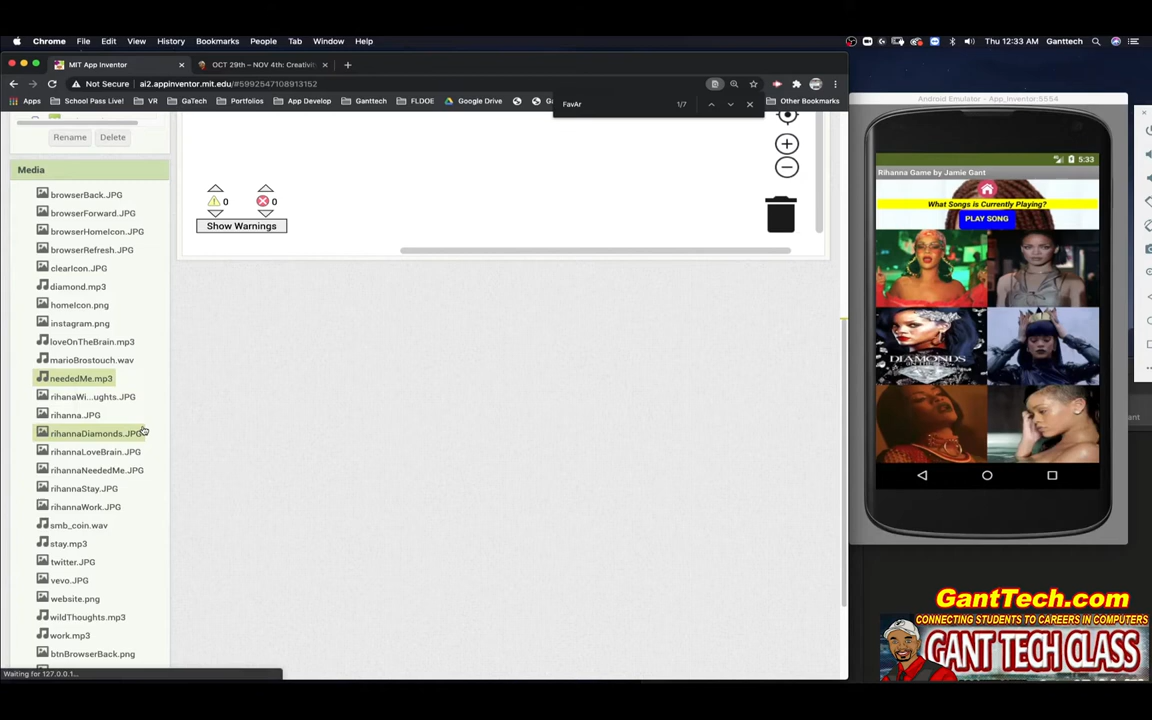 Chrome File Edit View History Bookmarks People Tab Window Help Thu 12:33 AM Ganttech
MIT App Inventor OCT 29th – NOV 4th: Creativity
Not Secure ai2.appinventor.mit.edu/#5992547108913152
Apps School Pass Live! VR GaTech Portfolios App Develop Ganttech FLDOE Google Drive Other Bookmarks
FavAr 1/7
Rename Delete
Media
browserBack.JPG
browserForward.JPG
browserHomeIcon.JPG
browserRefresh.JPG
clearIcon.JPG
diamond.mp3
homeIcon.png
instagram.png
loveOnTheBrain.mp3
marioBrostouch.wav
neededMe.mp3
rihanaWi...ughts.JPG
rihanna.JPG
rihannaDiamonds.JPG
rihannaLoveBrain.JPG
rihannaNeededMe.JPG
rihannaStay.JPG
rihannaWork.JPG
smb_coin.wav
stay.mp3
twitter.JPG
vevo.JPG
website.png
wildThoughts.mp3
work.mp3
btnBrowserBack.png
Waiting for 127.0.0.1...
0 0
Show Warnings
Android Emulator - App_Inventor:5554
5:33
Rihanna Game by Jamie Gant
What Songs is Currently Playing?
PLAY SONG
DIAMONDS
GantTech.com
CONNECTING STUDENTS TO CAREERS IN COMPUTERS
GANT TECH CLASS